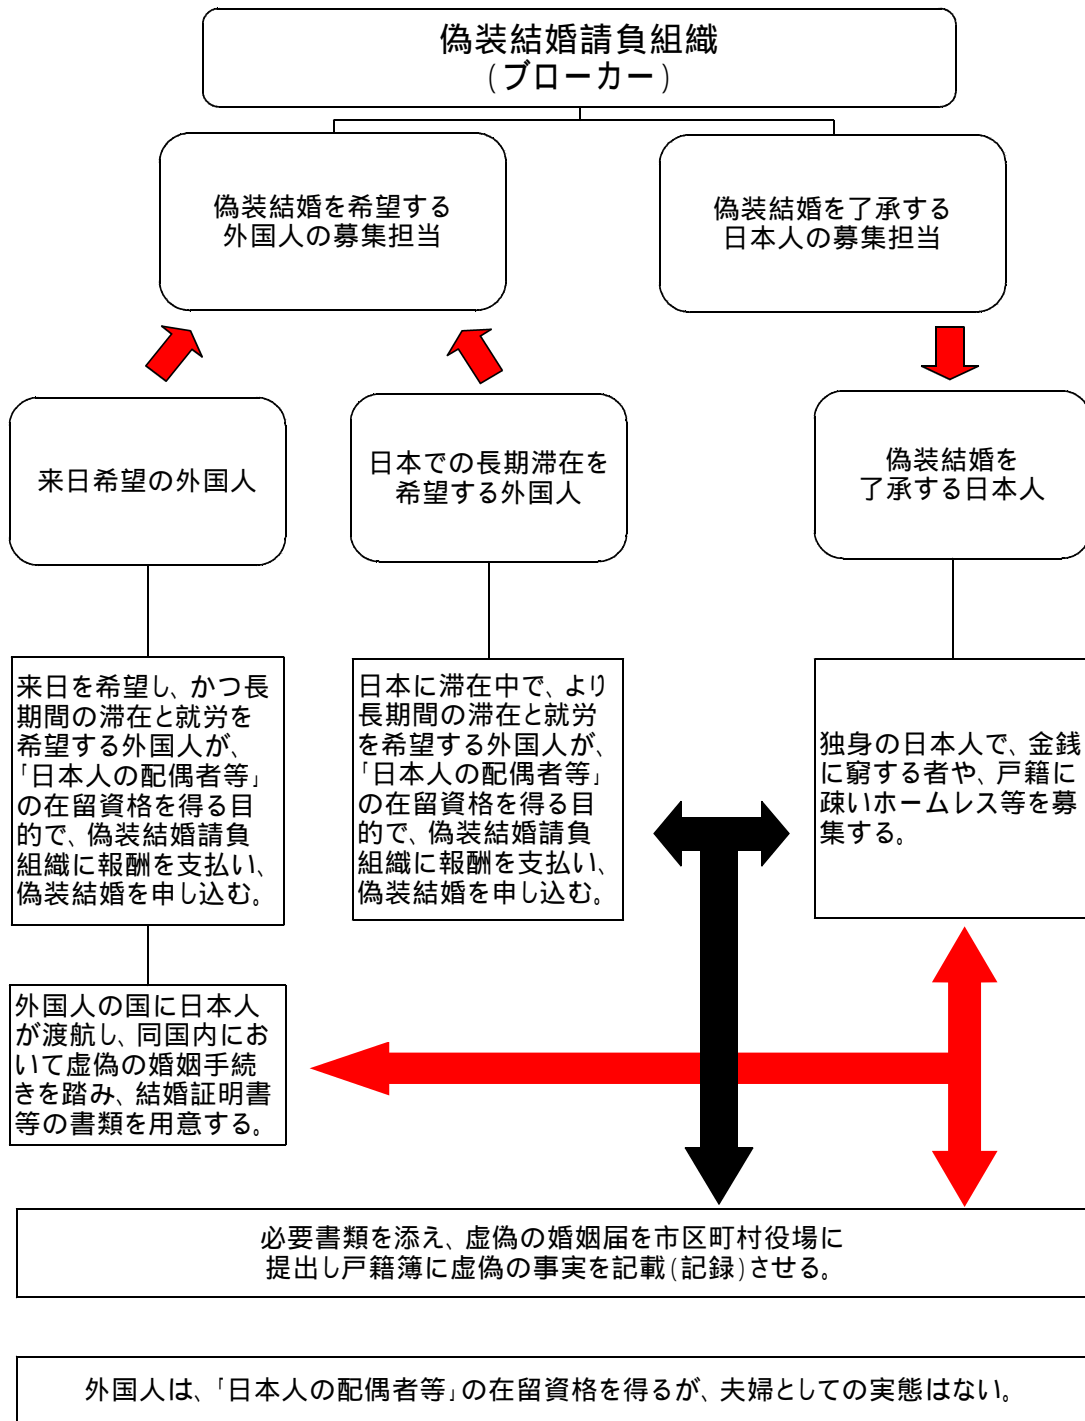 偽装結婚請負組織
(ブローカー)
偽装結婚を希望する
外国人の募集担当
偽装結婚を了承する
日本人の募集担当
来日希望の外国人
日本での長期滞在を
希望する外国人
偽装結婚を
了承する日本人
来日を希望し、かつ長
期間の滞在と就労を
希望する外国人が、
「日本人の配偶者等」
の在留資格を得る目
的で、偽装結婚請負
組織に報酬を支払い、
偽装結婚を申し込む。
日本に滞在中で、より
長期間の滞在と就労
を希望する外国人が、
「日本人の配偶者等」
の在留資格を得る目
的で、偽装結婚請負
組織に報酬を支払い、
偽装結婚を申し込む。
独身の日本人で、金銭
に窮する者や、戸籍に
疎いホームレス等を募
集する。
外国人の国に日本人
が渡航し、同国内にお
いて虚偽の婚姻手続
きを踏み、結婚証明書
等の書類を用意する。
必要書類を添え、虚偽の婚姻届を市区町村役場に
提出し戸籍簿に虚偽の事実を記載(記録)させる。
外国人は、「日本人の配偶者等」の在留資格を得るが、夫婦としての実態はない。